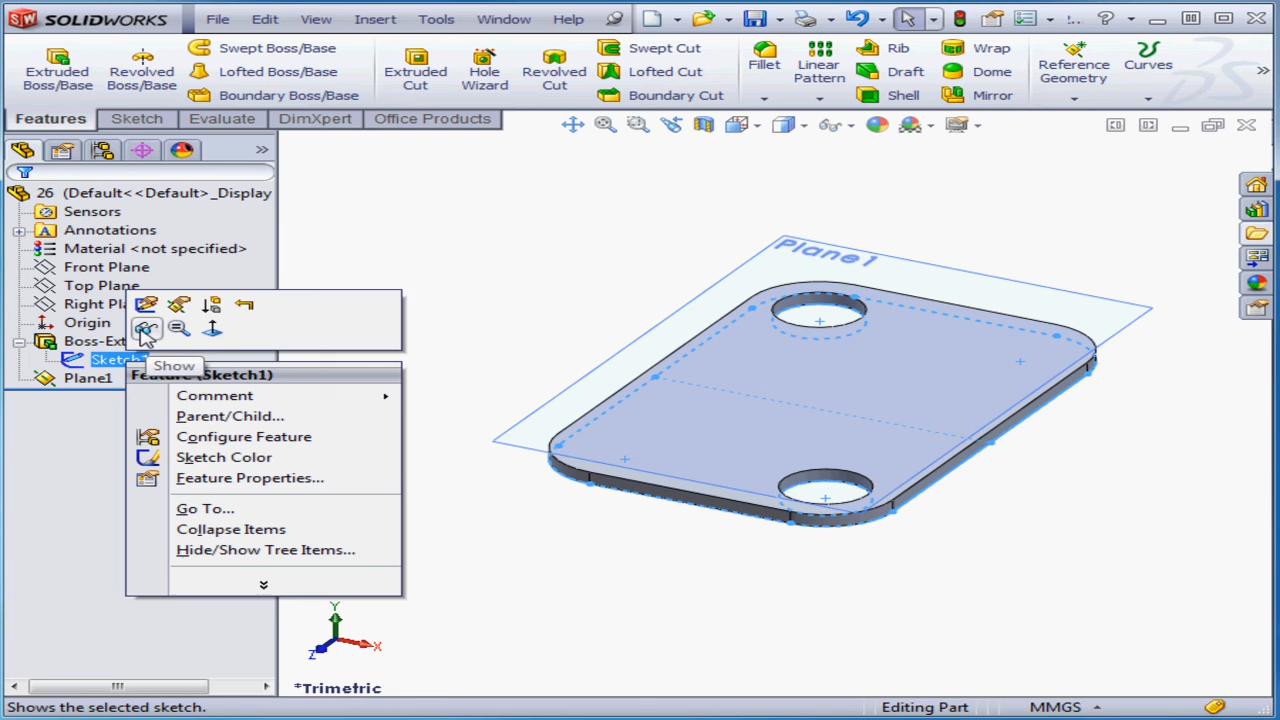 SOLIDWORKS File Edit View Insert Tools Window Help
Extruded Boss/Base
Revolved Boss/Base
Swept Boss/Base
Lofted Boss/Base
Boundary Boss/Base
Extruded Cut
Hole Wizard
Revolved Cut
Swept Cut
Lofted Cut
Boundary Cut
Fillet
Linear Pattern
Rib
Draft
Shell
Wrap
Dome
Mirror
Reference Geometry
Curves
Features Sketch Evaluate DimXpert Office Products
26 (Default<<Default>_Display
Sensors
Annotations
Material <not specified>
Front Plane
Top Plane
Right Pla
Origin
Boss-Ext
Sketch1
Plane1
Show
Feature (Sketch1)
Comment
Parent/Child...
Configure Feature
Sketch Color
Feature Properties...
Go To...
Collapse Items
Hide/Show Tree Items...
Plane1
Y
X
Z
*Trimetric
Shows the selected sketch. Editing Part MMGS